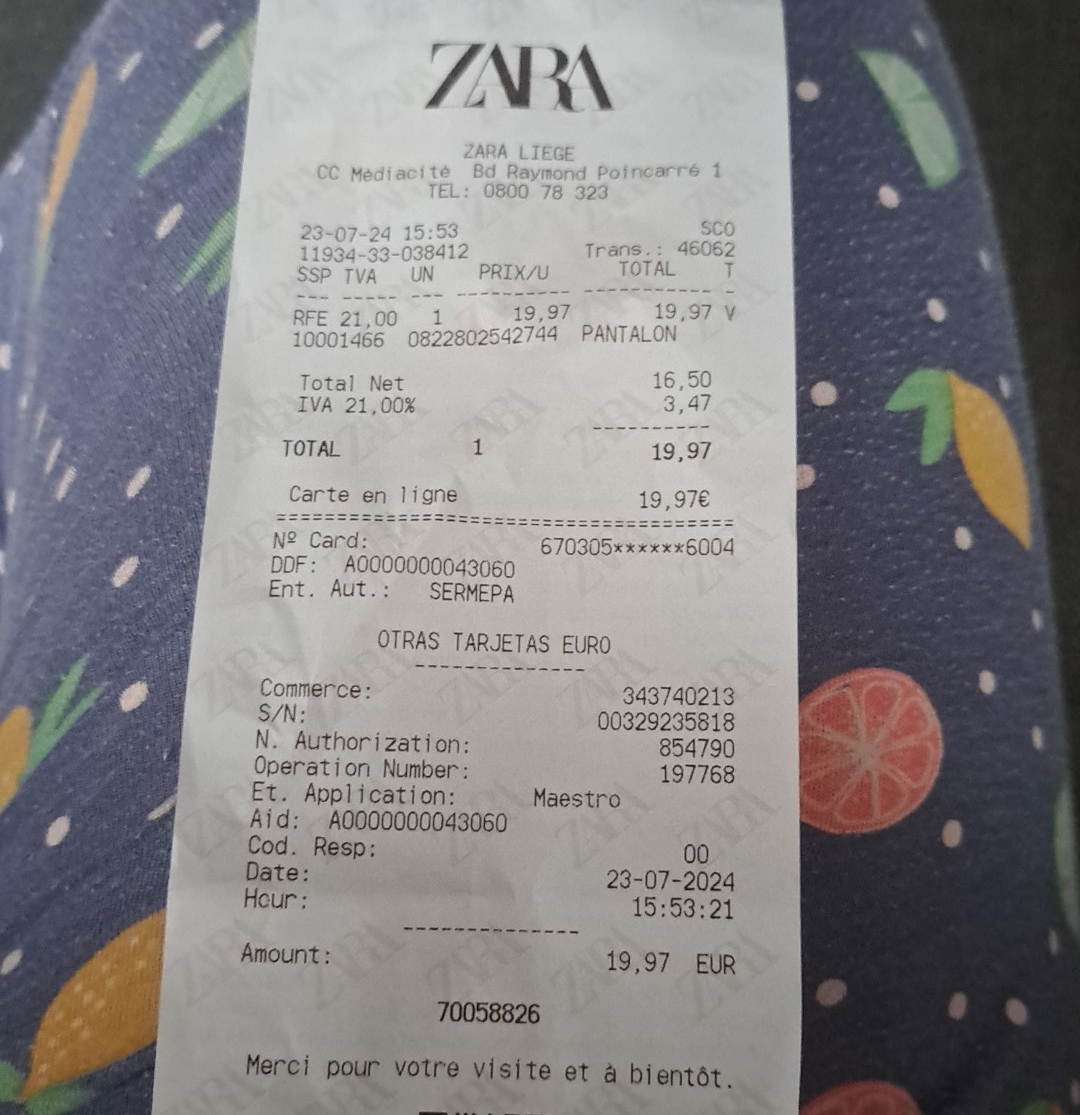 ZARA
ZARA LIEGE
CC Médiacité Bd Raymond Poincarré 1
TEL: 0800 78 323
23-07-24 15:53 SCO
11934-33-038412 Trans.: 46062
SSP TVA UN PRIX/U TOTAL T
--- ----- --- ---------- ----------- -
RFE 21,00 1 19,97 19,97 V
10001466 0822802542744 PANTALON
Total Net 16,50
IVA 21,00% 3,47
----------
TOTAL 1 19,97
Carte en ligne 19,97€
======================================
Nº Card: 670305******6004
DDF: A0000000043060
Ent. Aut.: SERMEPA
OTRAS TARJETAS EURO
--------------
Commerce: 343740213
S/N: 00329235818
N. Authorization: 854790
Operation Number: 197768
Et. Application: Maestro
Aid: A0000000043060
Cod. Resp: 00
Date: 23-07-2024
Hour: 15:53:21
--------------
Amount: 19,97 EUR
70058826
Merci pour votre visite et à bientôt.